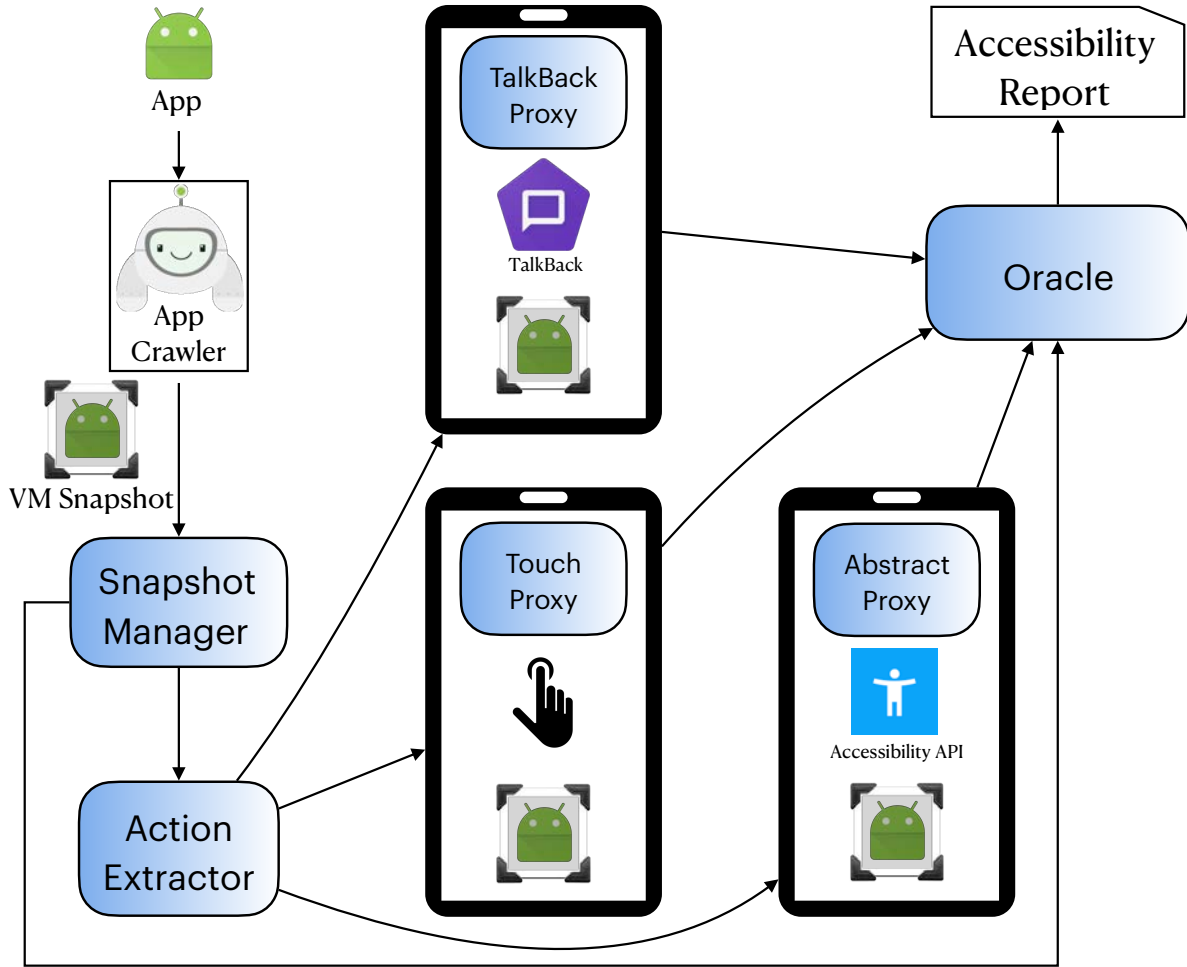 App
App
Crawler
VM Snapshot
Snapshot
Manager
Action
Extractor
TalkBack
Proxy
TalkBack
Touch
Proxy
Abstract
Proxy
Accessibility API
Accessibility
Report
Oracle